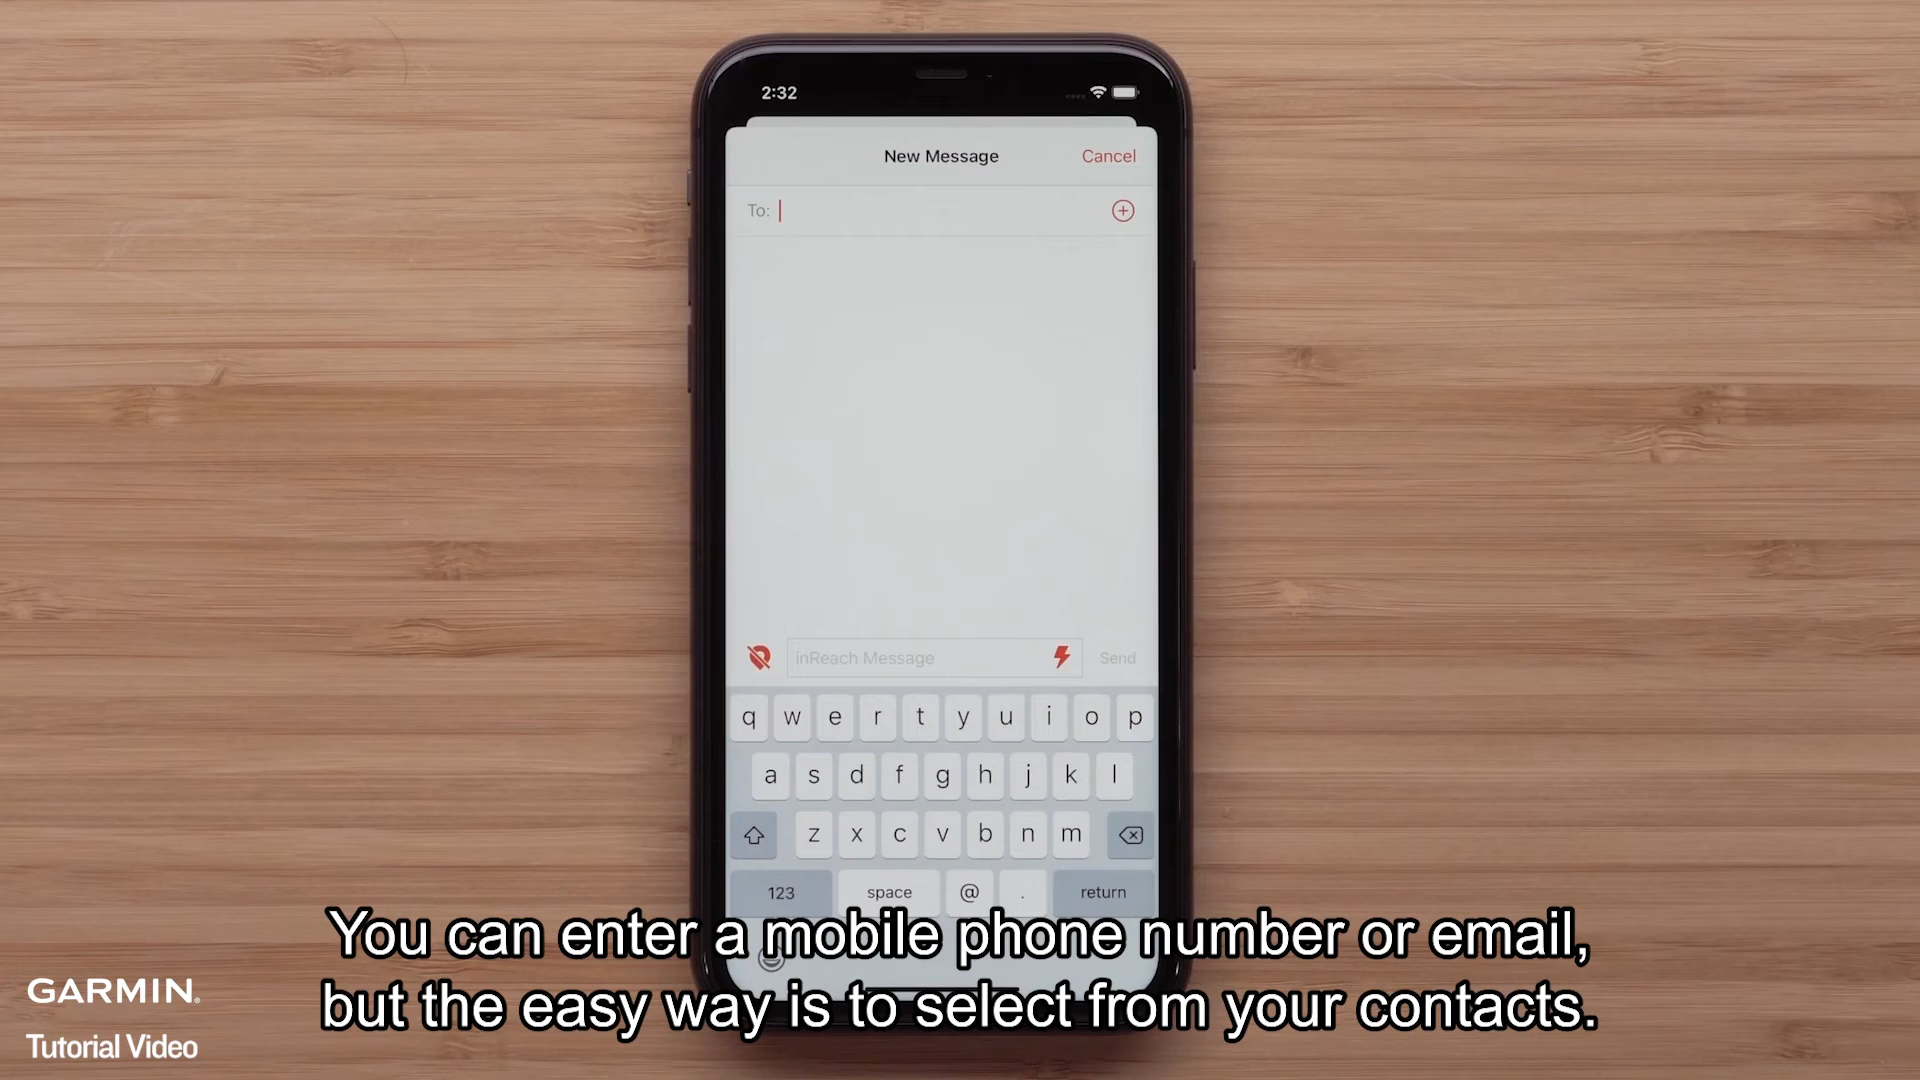 2:32
New Message
Cancel
To:
inReach Message
Send
q w e r t y u i o p
a s d f g h j k l
z x c v b n m
123 space @ . return
You can enter a mobile phone number or email,
but the easy way is to select from your contacts.
GARMIN
Tutorial Video